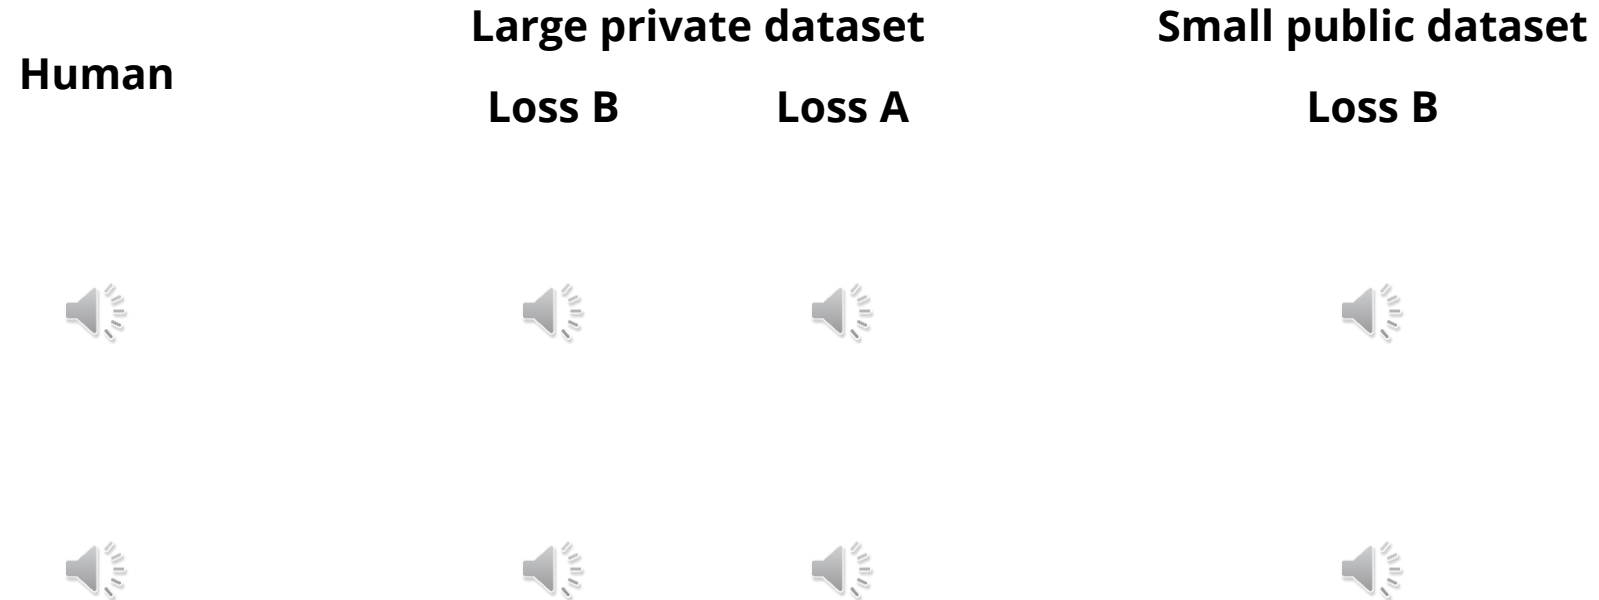 Large private dataset
Small public dataset
Human
Loss B
Loss A
Loss B